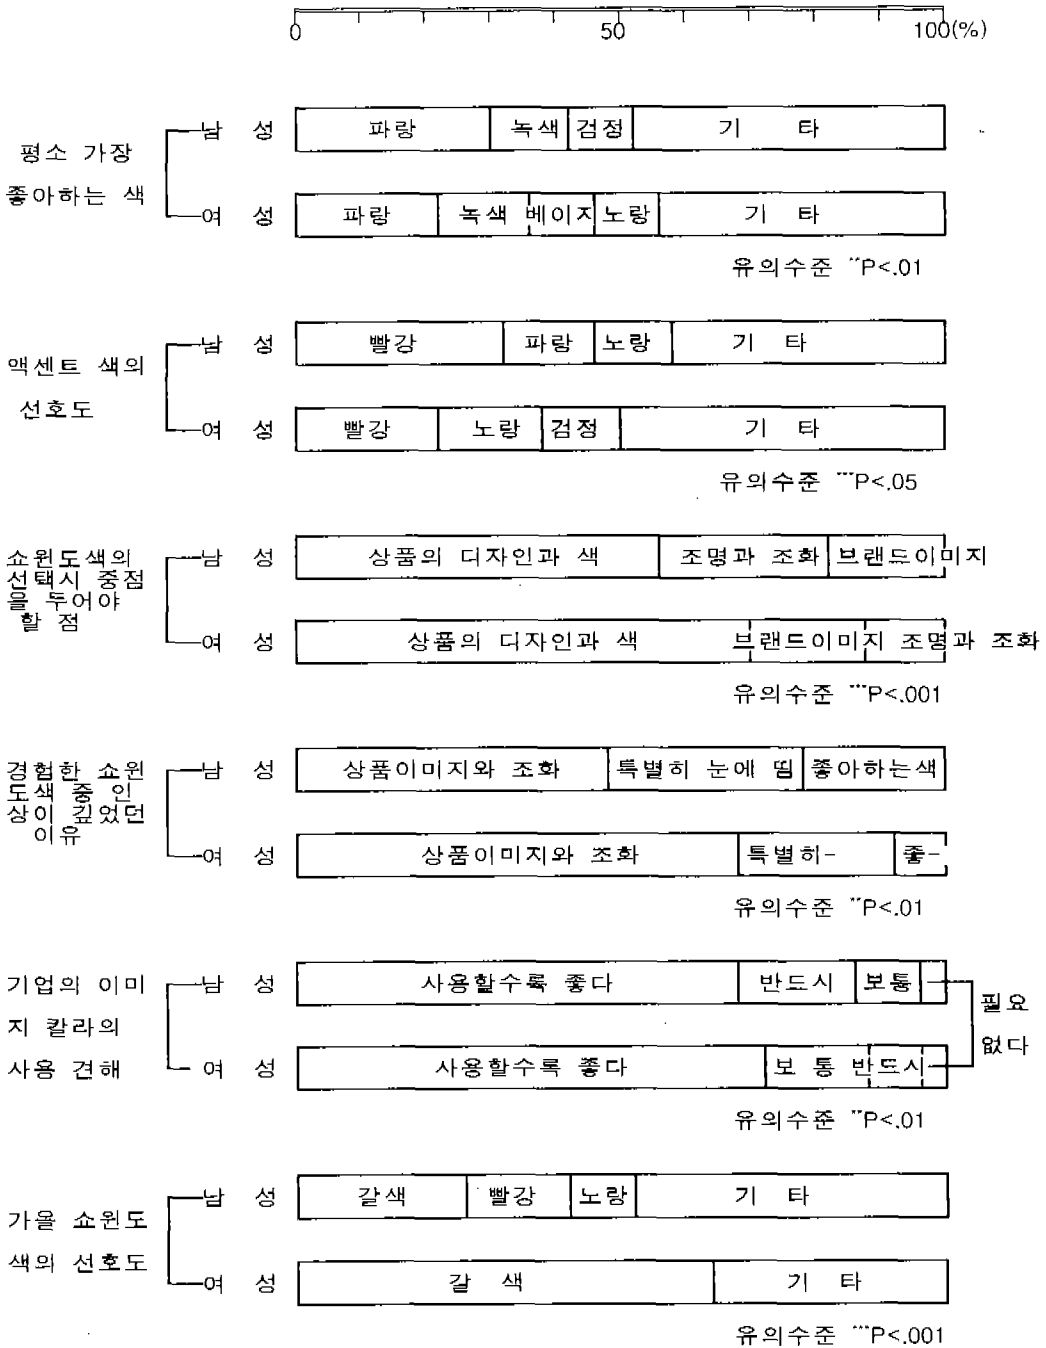 0 50 100(%)
평소 가장
좋아하는 색
남 성 파랑 녹색 검정 기 타
여 성 파랑 녹색 베이지 노랑 기 타
유의수준 **P<.01
액센트 색의
선호도
남 성 빨강 파랑 노랑 기 타
여 성 빨강 노랑 검정 기 타
유의수준 ***P<.05
쇼윈도색의
선택시 중점
을 두어야
할 점
남 성 상품의 디자인과 색 조명과 조화 브랜드이미지
여 성 상품의 디자인과 색 브랜드이미지 조명과 조화
유의수준 ***P<.001
경험한 쇼윈
도색 중 인
상이 깊었던
이유
남 성 상품이미지와 조화 특별히 눈에 띔 좋아하는색
여 성 상품이미지와 조화 특별히- 좋-
유의수준 **P<.01
기업의 이미
지 칼라의
사용 견해
남 성 사용할수록 좋다 반드시 보통
여 성 사용할수록 좋다 보 통 반드시
필요
없다
유의수준 **P<.01
가을 쇼윈도
색의 선호도
남 성 갈색 빨강 노랑 기 타
여 성 갈 색 기 타
유의수준 ***P<.001